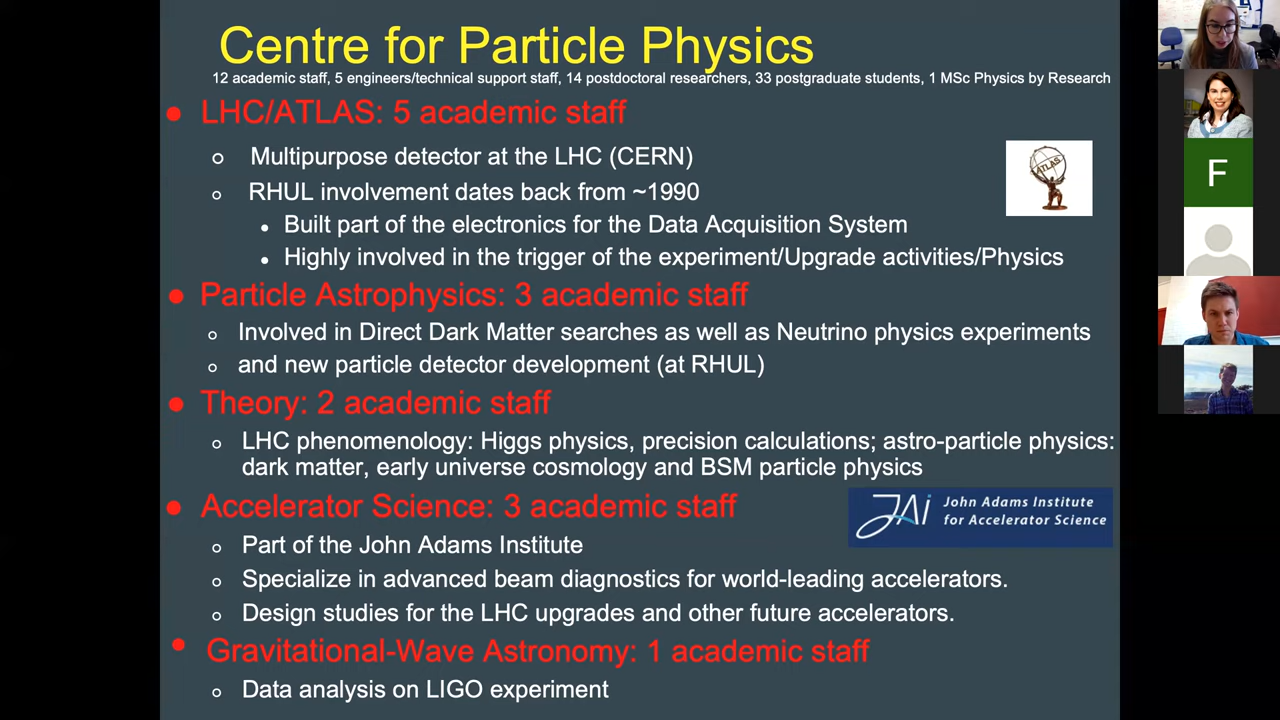 Centre for Particle Physics
12 academic staff, 5 engineers/technical support staff, 14 postdoctoral researchers, 33 postgraduate students, 1 MSc Physics by Research
LHC/ATLAS: 5 academic staff
Multipurpose detector at the LHC (CERN)
ATLAS
RHUL involvement dates back from ~1990
Built part of the electronics for the Data Acquisition System
Highly involved in the trigger of the experiment/Upgrade activities/Physics
Particle Astrophysics: 3 academic staff
Involved in Direct Dark Matter searches as well as Neutrino physics experiments
and new particle detector development (at RHUL)
Theory: 2 academic staff
LHC phenomenology: Higgs physics, precision calculations; astro-particle physics:
dark matter, early universe cosmology and BSM particle physics
Accelerator Science: 3 academic staff
JAi John Adams Institute
for Accelerator Science
Part of the John Adams Institute
Specialize in advanced beam diagnostics for world-leading accelerators.
Design studies for the LHC upgrades and other future accelerators.
Gravitational-Wave Astronomy: 1 academic staff
Data analysis on LIGO experiment
F